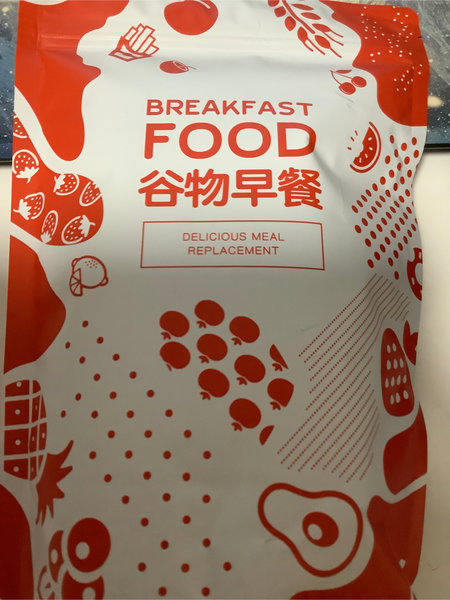 BREAKFAST
FOOD
谷物早餐
DELICIOUS MEAL
REPLACEMENT